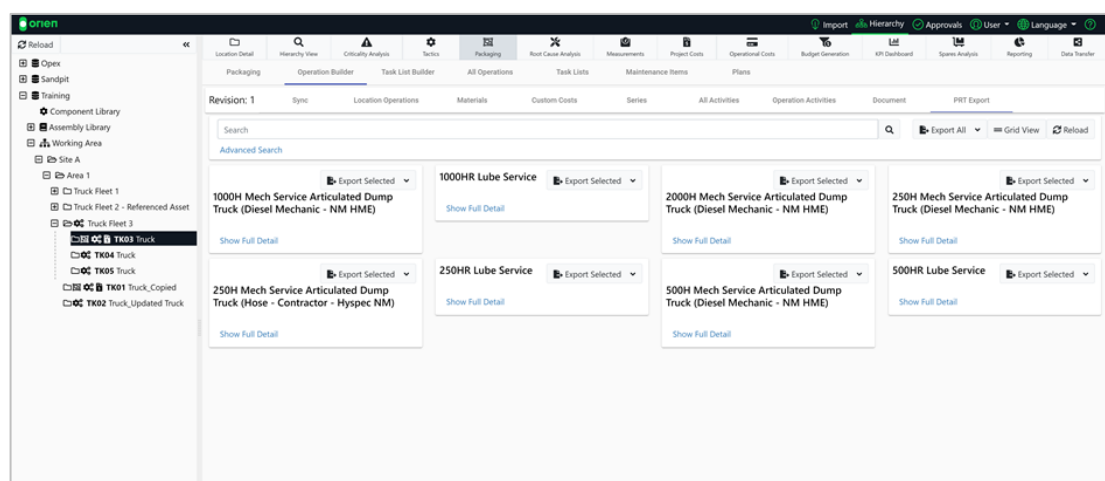 orien
Import Hierarchy Approvals User Language
Reload
Opex
Sandpit
Training
Component Library
Assembly Library
Working Area
Site A
Area 1
Truck Fleet 1
Truck Fleet 2 - Referenced Asset
Truck Fleet 3
TK03 Truck
TK04 Truck
TK05 Truck
TK01 Truck_Copied
TK02 Truck_Updated Truck
Location Detail Hierarchy View Criticality Analysis Tactics Packaging Root Cause Analysis Measurements Project Costs Operational Costs Budget Generation KPI Dashboard Spares Analysis Reporting Data Transfer
Packaging Operation Builder Task List Builder All Operations Task Lists Maintenance Items Plans
Revision: 1 Sync Location Operations Materials Custom Costs Series All Activities Operation Activities Document PRT Export
Search Export All Grid View Reload
Advanced Search
Export Selected
1000H Mech Service Articulated Dump
Truck (Diesel Mechanic - NM HME)
Show Full Detail
1000HR Lube Service Export Selected
Show Full Detail
Export Selected
2000H Mech Service Articulated Dump
Truck (Diesel Mechanic - NM HME)
Show Full Detail
Export Selected
250H Mech Service Articulated Dump
Truck (Diesel Mechanic - NM HME)
Show Full Detail
Export Selected
250H Mech Service Articulated Dump
Truck (Hose - Contractor - Hyspec NM)
Show Full Detail
250HR Lube Service Export Selected
Show Full Detail
Export Selected
500H Mech Service Articulated Dump
Truck (Diesel Mechanic - NM HME)
Show Full Detail
500HR Lube Service Export Selected
Show Full Detail